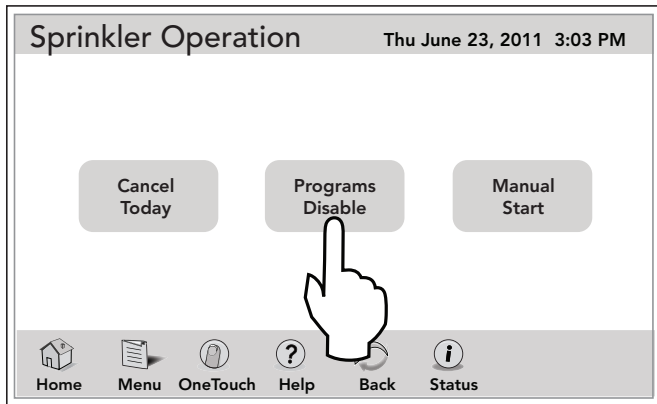 Sprinkler Operation Thu June 23, 2011 3:03 PM
Cancel
Today
Programs
Disable
Manual
Start
?
i
Home Menu OneTouch Help Back Status